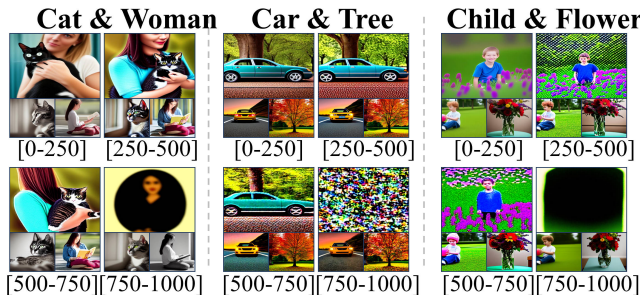 Cat & Woman Car & Tree Child & Flower
[0-250] [250-500] [0-250] [250-500] [0-250] [250-500]
[500-750] [750-1000] [500-750] [750-1000] [500-750] [750-1000]